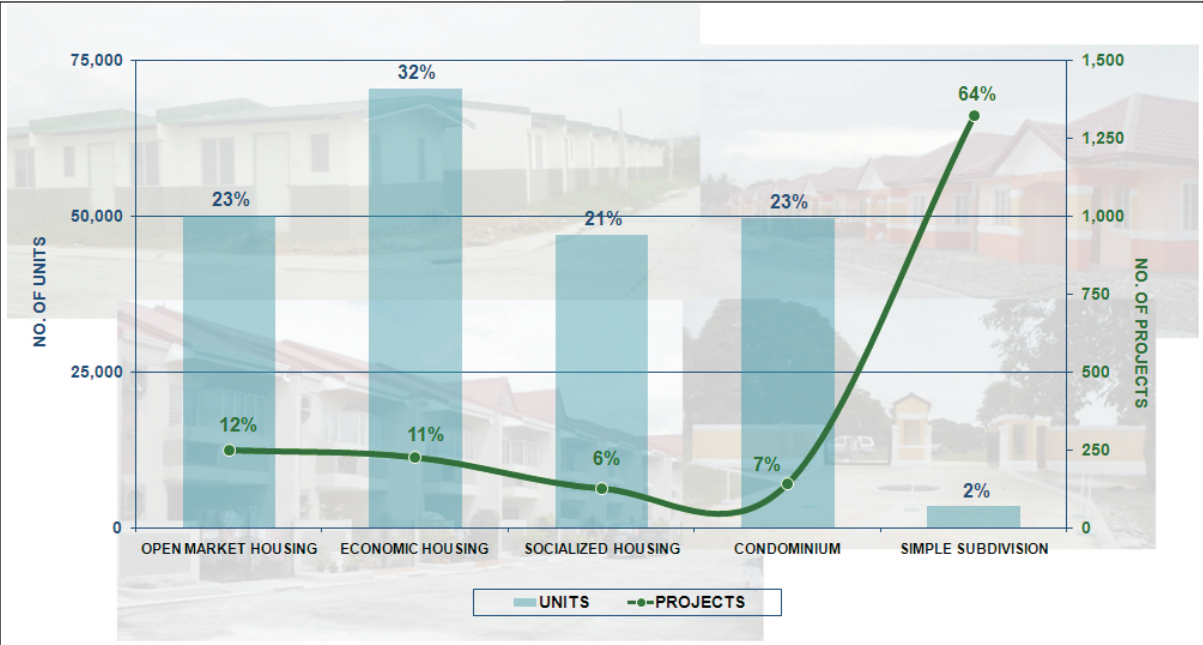 75,000
50,000
25,000
0
NO. OF UNITS
1,500
1,250
1,000
750
500
250
0
NO. OF PROJECTS
23%
32%
21%
23%
2%
12%
11%
6%
7%
64%
OPEN MARKET HOUSING
ECONOMIC HOUSING
SOCIALIZED HOUSING
CONDOMINIUM
SIMPLE SUBDIVISION
UNITS
PROJECTS